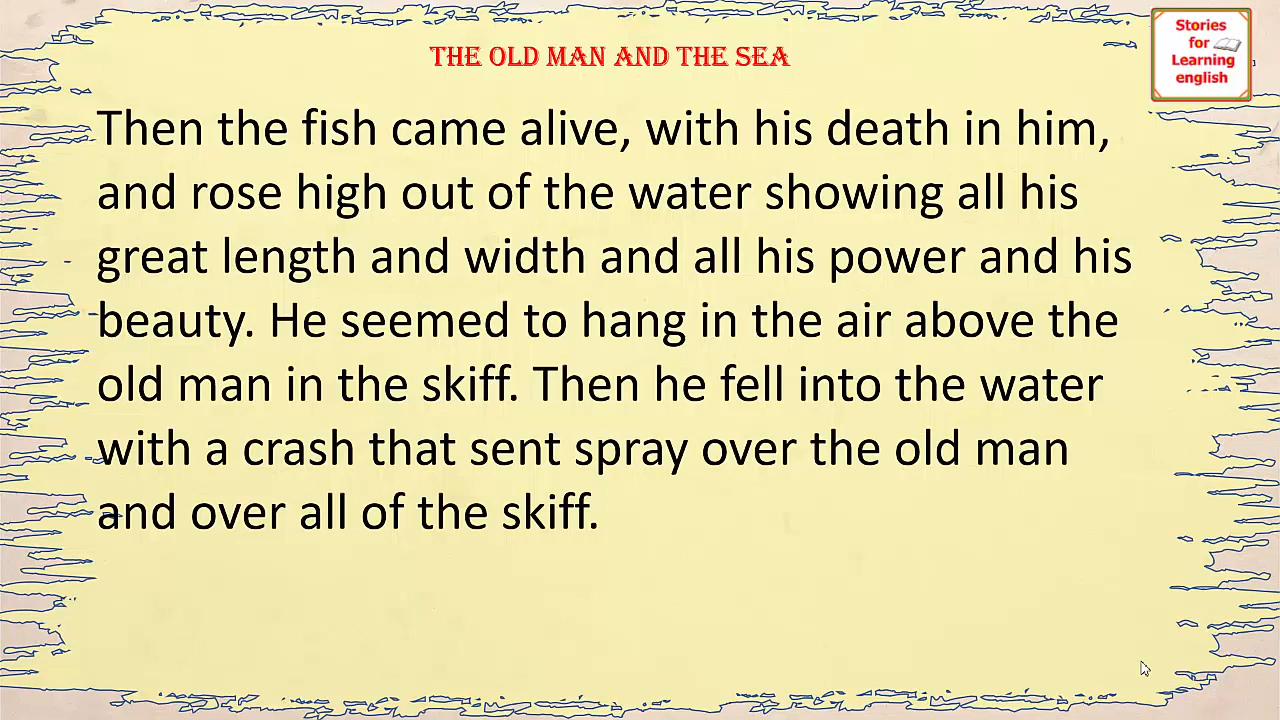 THE OLD MAN AND THE SEA
Stories
for
Learning
english
Then the fish came alive, with his death in him,
and rose high out of the water showing all his
great length and width and all his power and his
beauty. He seemed to hang in the air above the
old man in the skiff. Then he fell into the water
with a crash that sent spray over the old man
and over all of the skiff.